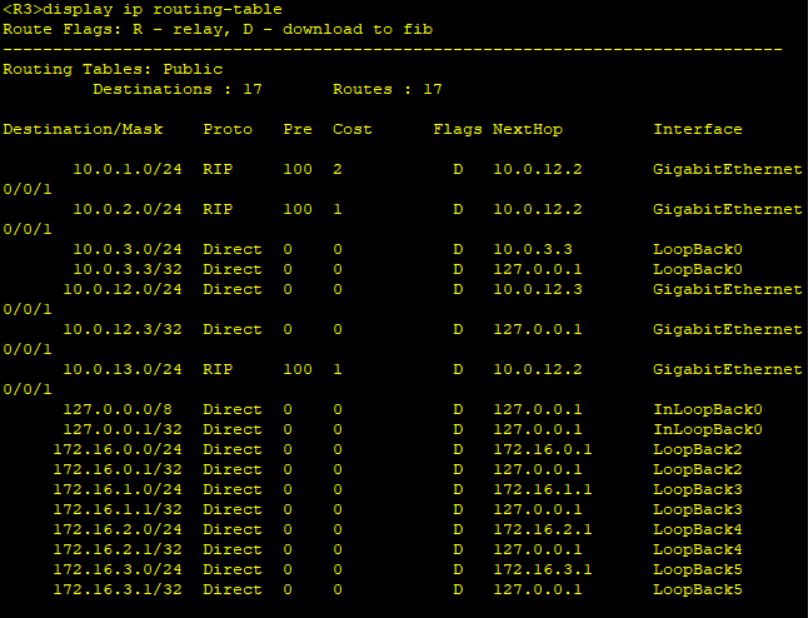 <R3>display ip routing-table
Route Flags: R - relay, D - download to fib
------------------------------------------------------------------------------
Routing Tables: Public
         Destinations : 17       Routes : 17

Destination/Mask    Proto   Pre  Cost      Flags NextHop         Interface

       10.0.1.0/24  RIP     100  2           D   10.0.12.2       GigabitEthernet
0/0/1
       10.0.2.0/24  RIP     100  1           D   10.0.12.2       GigabitEthernet
0/0/1
       10.0.3.0/24  Direct  0    0           D   10.0.3.3        LoopBack0
       10.0.3.3/32  Direct  0    0           D   127.0.0.1       LoopBack0
      10.0.12.0/24  Direct  0    0           D   10.0.12.3       GigabitEthernet
0/0/1
      10.0.12.3/32  Direct  0    0           D   127.0.0.1       GigabitEthernet
0/0/1
      10.0.13.0/24  RIP     100  1           D   10.0.12.2       GigabitEthernet
0/0/1
      127.0.0.0/8   Direct  0    0           D   127.0.0.1       InLoopBack0
      127.0.0.1/32  Direct  0    0           D   127.0.0.1       InLoopBack0
     172.16.0.0/24  Direct  0    0           D   172.16.0.1      LoopBack2
     172.16.0.1/32  Direct  0    0           D   127.0.0.1       LoopBack2
     172.16.1.0/24  Direct  0    0           D   172.16.1.1      LoopBack3
     172.16.1.1/32  Direct  0    0           D   127.0.0.1       LoopBack3
     172.16.2.0/24  Direct  0    0           D   172.16.2.1      LoopBack4
     172.16.2.1/32  Direct  0    0           D   127.0.0.1       LoopBack4
     172.16.3.0/24  Direct  0    0           D   172.16.3.1      LoopBack5
     172.16.3.1/32  Direct  0    0           D   127.0.0.1       LoopBack5